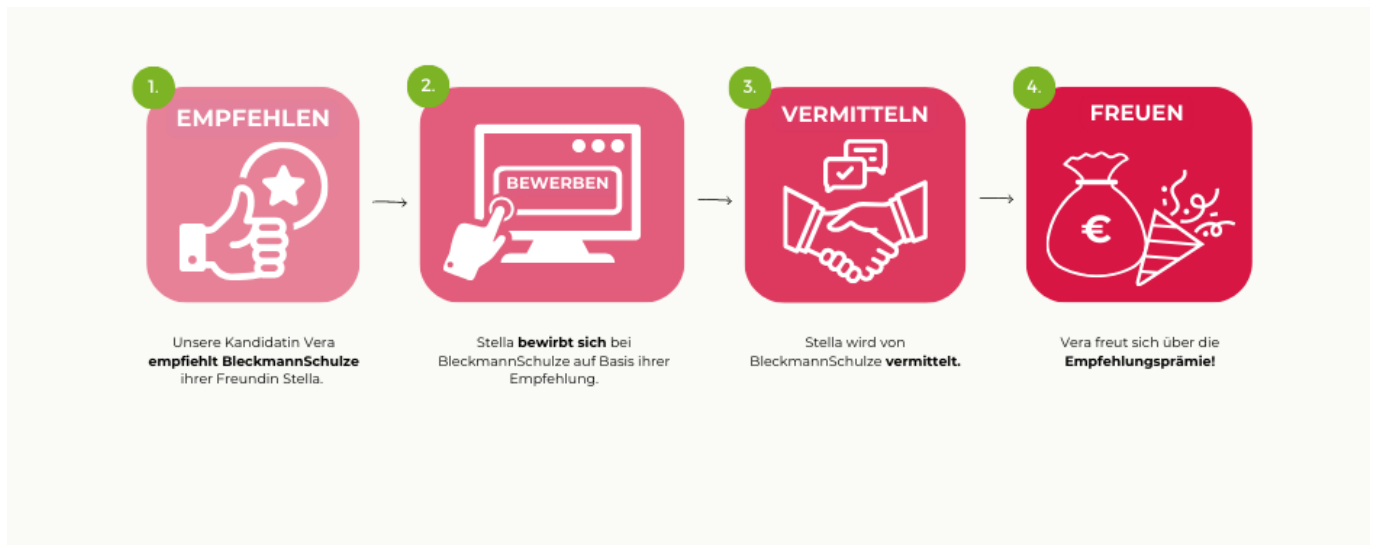 1.
EMPFEHLEN
Unsere Kandidatin Vera
empfiehlt BleckmannSchulze
ihrer Freundin Stella.
2.
BEWERBEN
Stella bewirbt sich bei
BleckmannSchulze auf Basis ihrer
Empfehlung.
3.
VERMITTELN
Stella wird von
BleckmannSchulze vermittelt.
4.
FREUEN
€
Vera freut sich über die
Empfehlungsprämie!